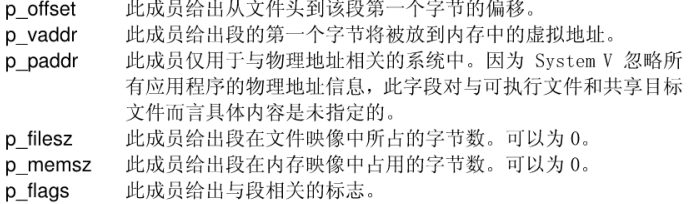 p_offset 此成员给出从文件头到该段第一个字节的偏移。
p_vaddr 此成员给出段的第一个字节将被放到内存中的虚拟地址。
p_paddr 此成员仅用于与物理地址相关的系统中。因为 System V 忽略所
有应用程序的物理地址信息，此字段对与可执行文件和共享目标
文件而言具体内容是未指定的。
p_filesz 此成员给出段在文件映像中所占的字节数。可以为 0。
p_memsz 此成员给出段在内存映像中占用的字节数。可以为 0。
p_flags 此成员给出与段相关的标志。